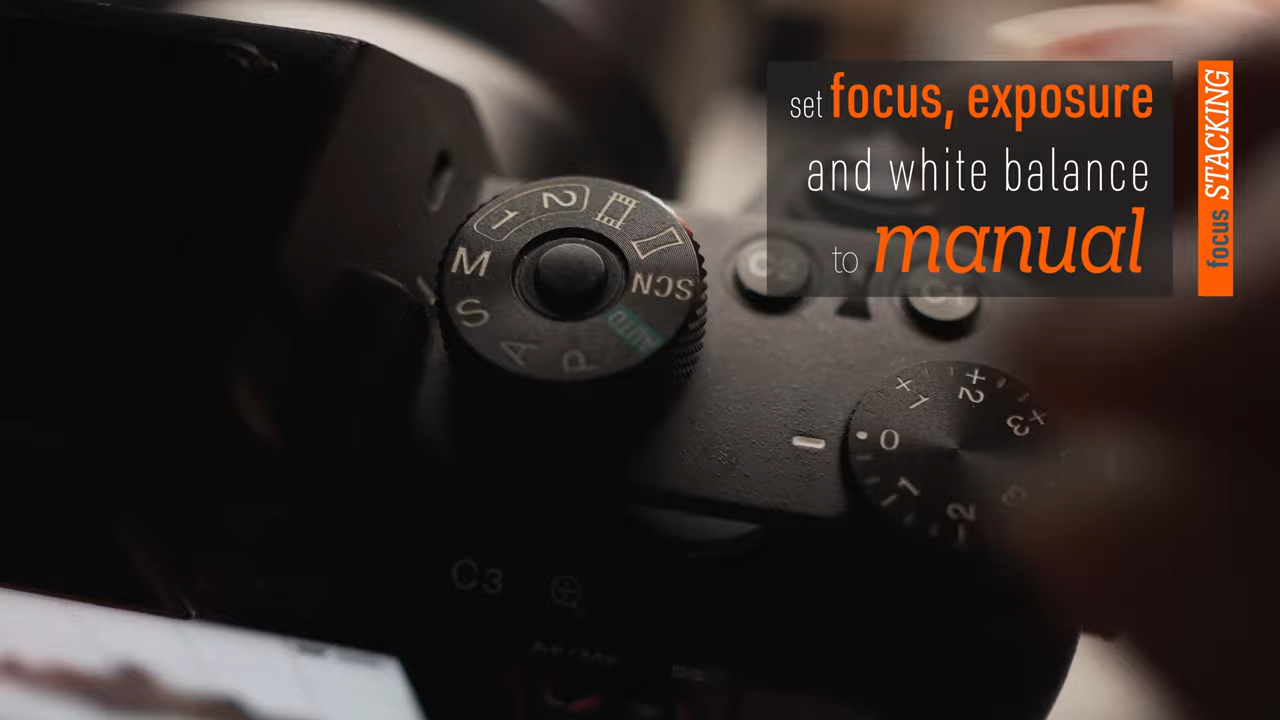 set focus, exposure
and white balance
to manual
focus STACKING
1 2
M
SCN
S
AUTO
A
P
C2
C1
+1
+2
+3
0
1
2
3
C3